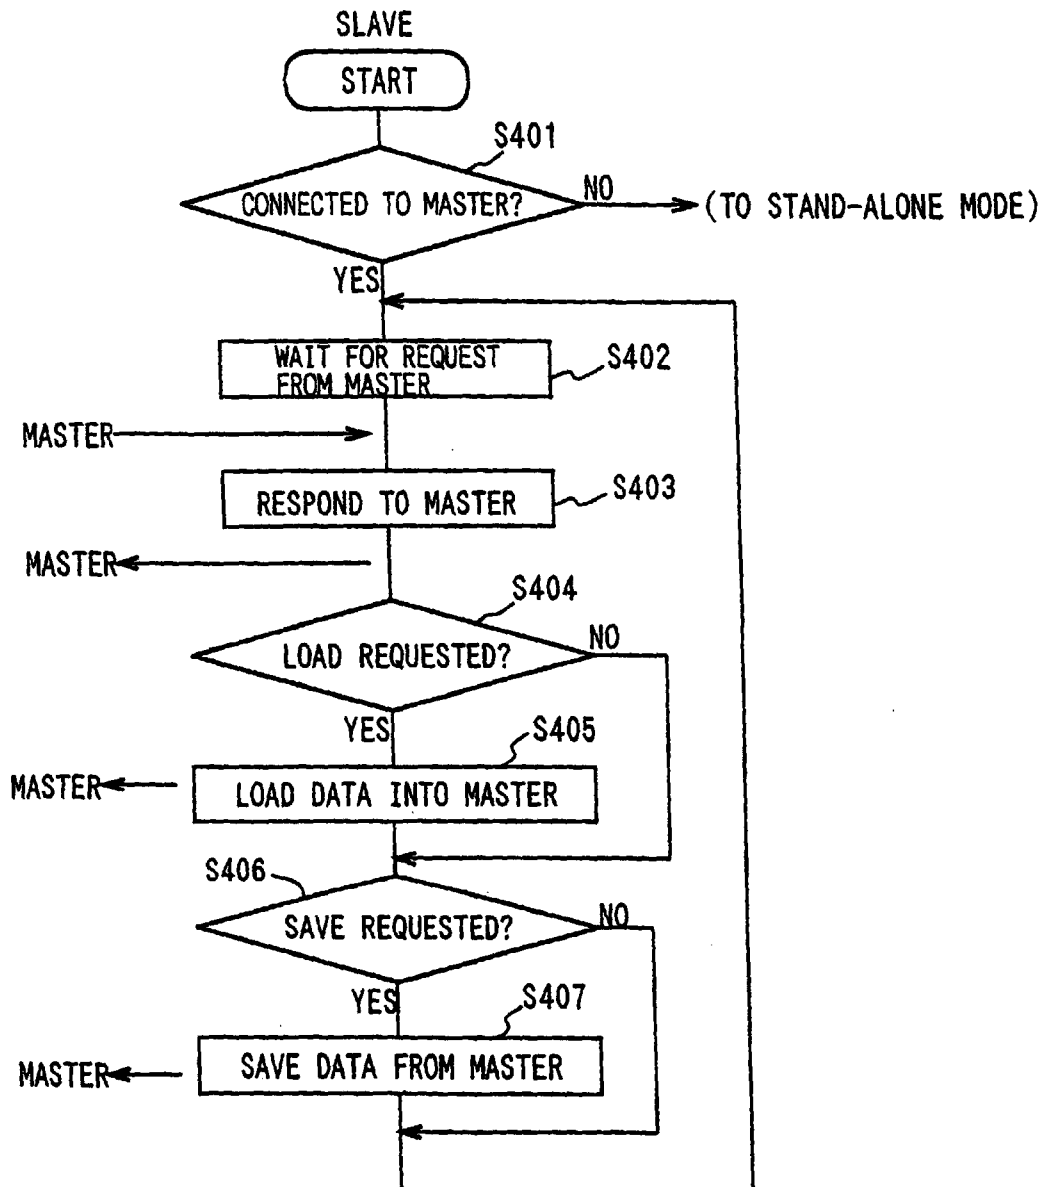 SLAVE
START
S401
CONNECTED TO MASTER?
NO
(TO STAND-ALONE MODE)
YES
WAIT FOR REQUEST
FROM MASTER
S402
MASTER
RESPOND TO MASTER
S403
MASTER
S404
LOAD REQUESTED?
NO
YES
S405
MASTER
LOAD DATA INTO MASTER
S406
SAVE REQUESTED?
NO
YES
S407
MASTER
SAVE DATA FROM MASTER